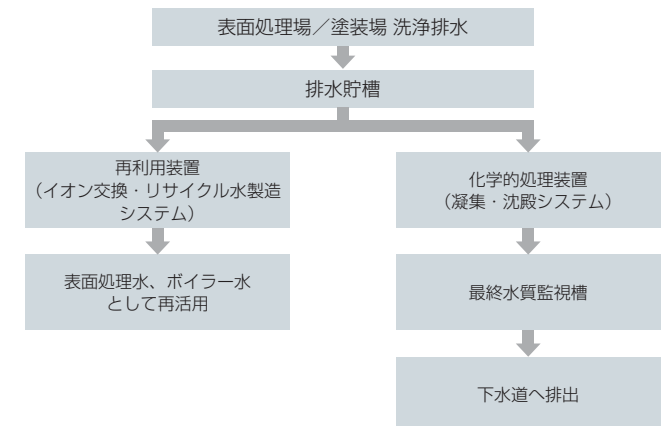 表面処理場／塗装場 洗浄排水
排水貯槽
再利用装置
（イオン交換・リサイクル水製造
システム）
化学的処理装置
（凝集・沈殿システム）
表面処理水、ボイラー水
として再活用
最終水質監視槽
下水道へ排出